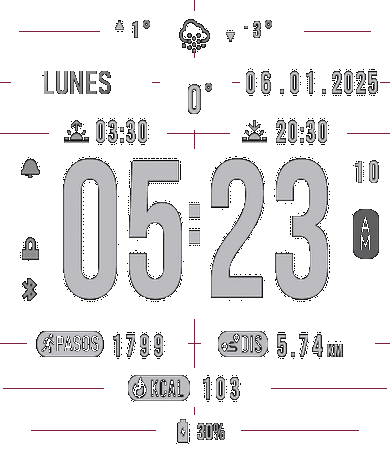 1° -3°
LUNES 0° 06.01.2025
03:30 20:30
05:23 10 AM
PASOS 1799 DIS 5.74 KM
KCAL 103
30%